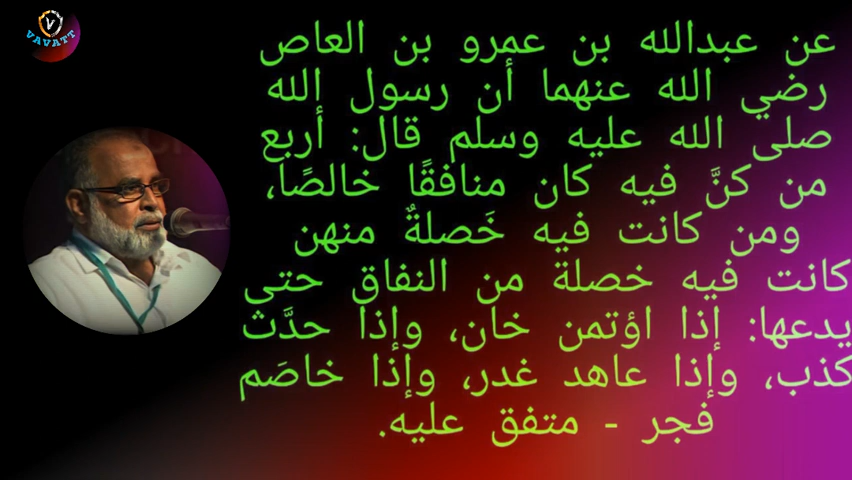 VAVATT
عن عبدالله بن عمرو بن العاص
رضي الله عنهما أن رسول الله
صلى الله عليه وسلم قال: أربع
من كنَّ فيه كان منافقًا خالصًا،
ومن كانت فيه خَصلةٌ منهن
كانت فيه خصلة من النفاق حتى
يدعها: إذا اؤتمن خان، وإذا حدَّث
كذب، وإذا عاهد غدر، وإذا خاصَم
فجر - متفق عليه.